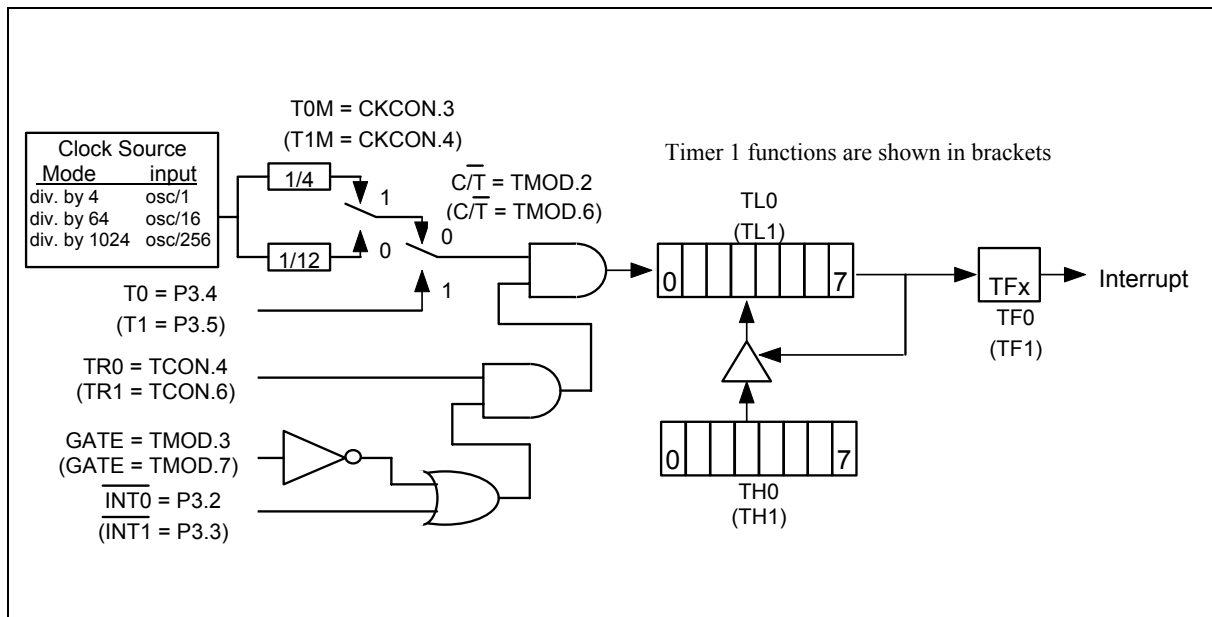 T0M = CKCON.3
(T1M = CKCON.4)
Clock Source
Mode input
div. by 4 osc/1
div. by 64 osc/16
div. by 1024 osc/256
1/4
1
0
1/12
C/T̅ = TMOD.2
(C/T̅ = TMOD.6)
0
1
T0 = P3.4
(T1 = P3.5)
TR0 = TCON.4
(TR1 = TCON.6)
GATE = TMOD.3
(GATE = TMOD.7)
I̅N̅T̅0̅ = P3.2
(I̅N̅T̅1̅ = P3.3)
Timer 1 functions are shown in brackets
TL0
(TL1)
0 7
TFx
TF0
(TF1)
Interrupt
0 7
TH0
(TH1)